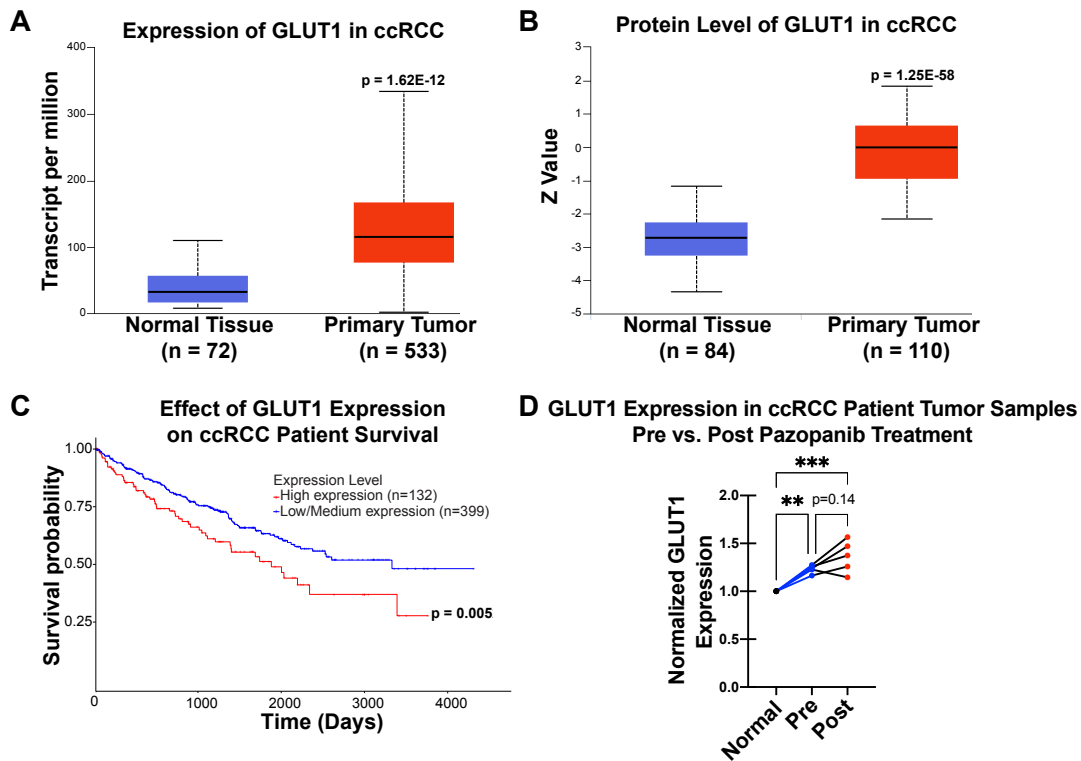 A
Expression of GLUT1 in ccRCC
Transcript per million
400
300
200
100
0
p = 1.62E-12
Normal Tissue
(n = 72)
Primary Tumor
(n = 533)
B
Protein Level of GLUT1 in ccRCC
Z Value
3
2
1
0
-1
-2
-3
-4
-5
p = 1.25E-58
Normal Tissue
(n = 84)
Primary Tumor
(n = 110)
C
Effect of GLUT1 Expression
on ccRCC Patient Survival
Survival probability
1.00
0.75
0.50
0.25
Expression Level
High expression (n=132)
Low/Medium expression (n=399)
p = 0.005
0
1000
2000
3000
4000
Time (Days)
D
GLUT1 Expression in ccRCC Patient Tumor Samples
Pre vs. Post Pazopanib Treatment
Normalized GLUT1
Expression
2.0
1.5
1.0
0.5
0.0
***
**
p=0.14
Normal
Pre
Post